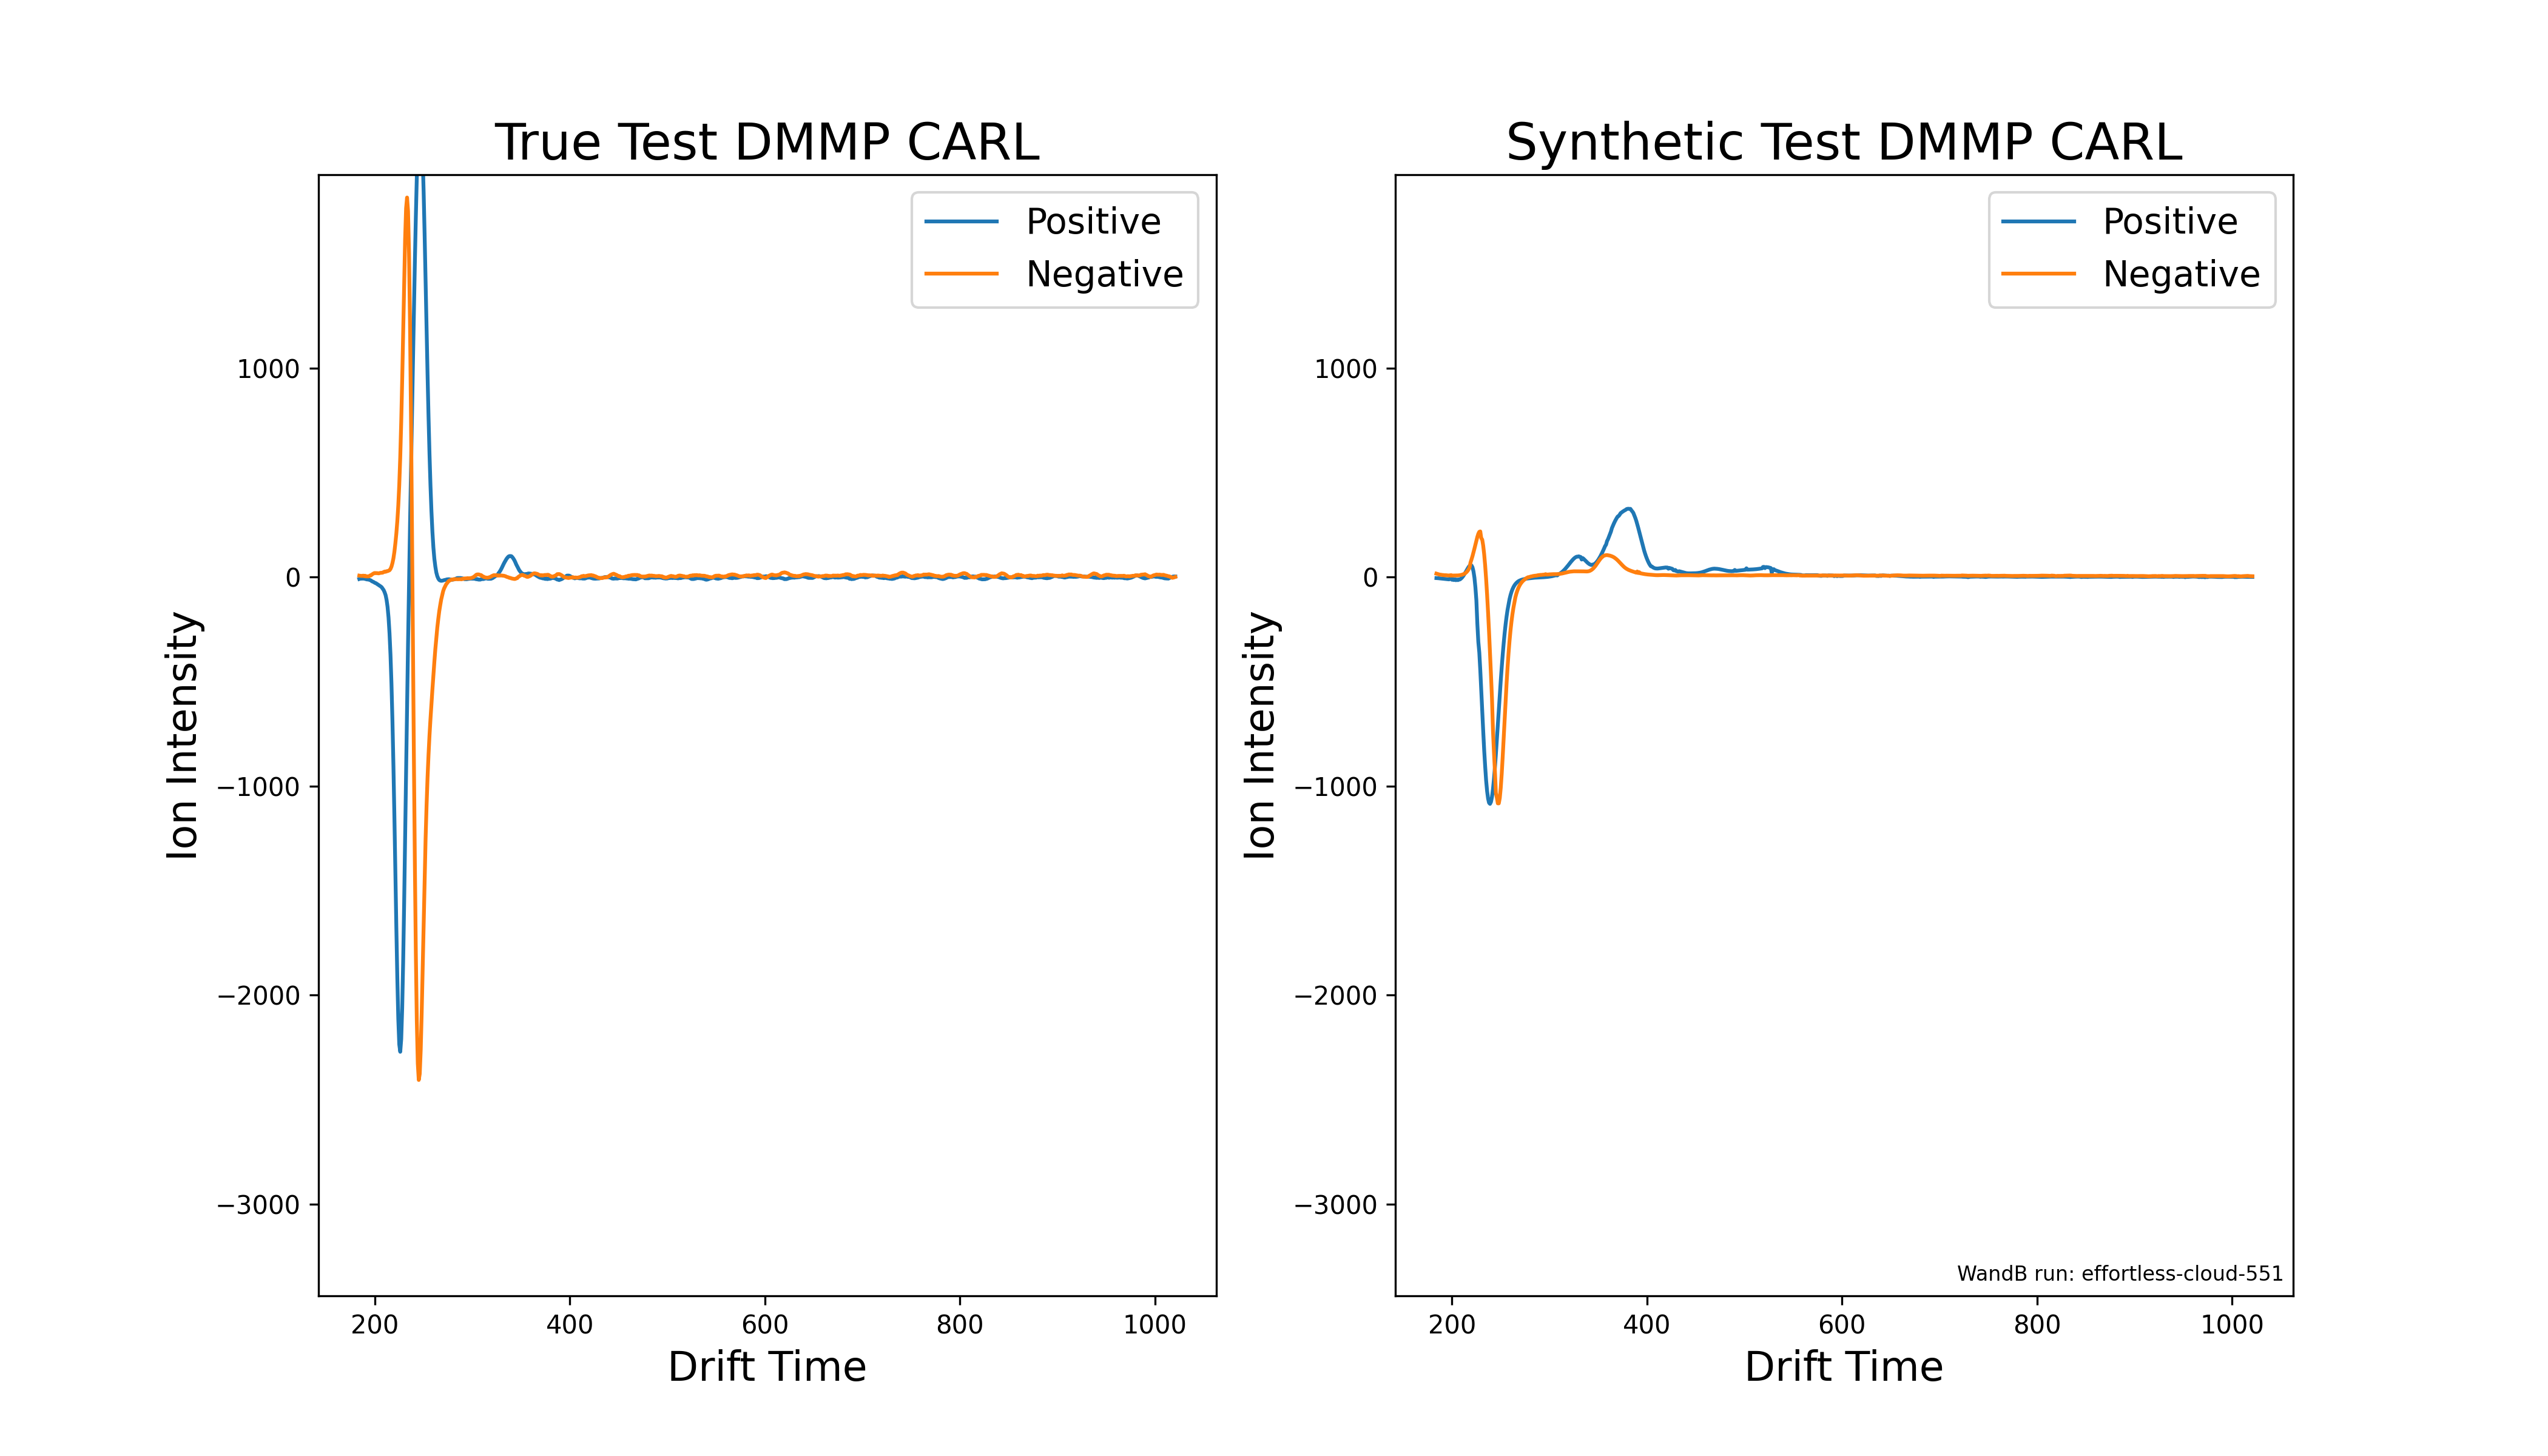 True Test DMMP CARL
Positive
Negative
1000
0
−1000
−2000
−3000
Ion Intensity
200 400 600 800 1000
Drift Time
Synthetic Test DMMP CARL
Positive
Negative
1000
0
−1000
−2000
−3000
Ion Intensity
WandB run: effortless-cloud-551
200 400 600 800 1000
Drift Time